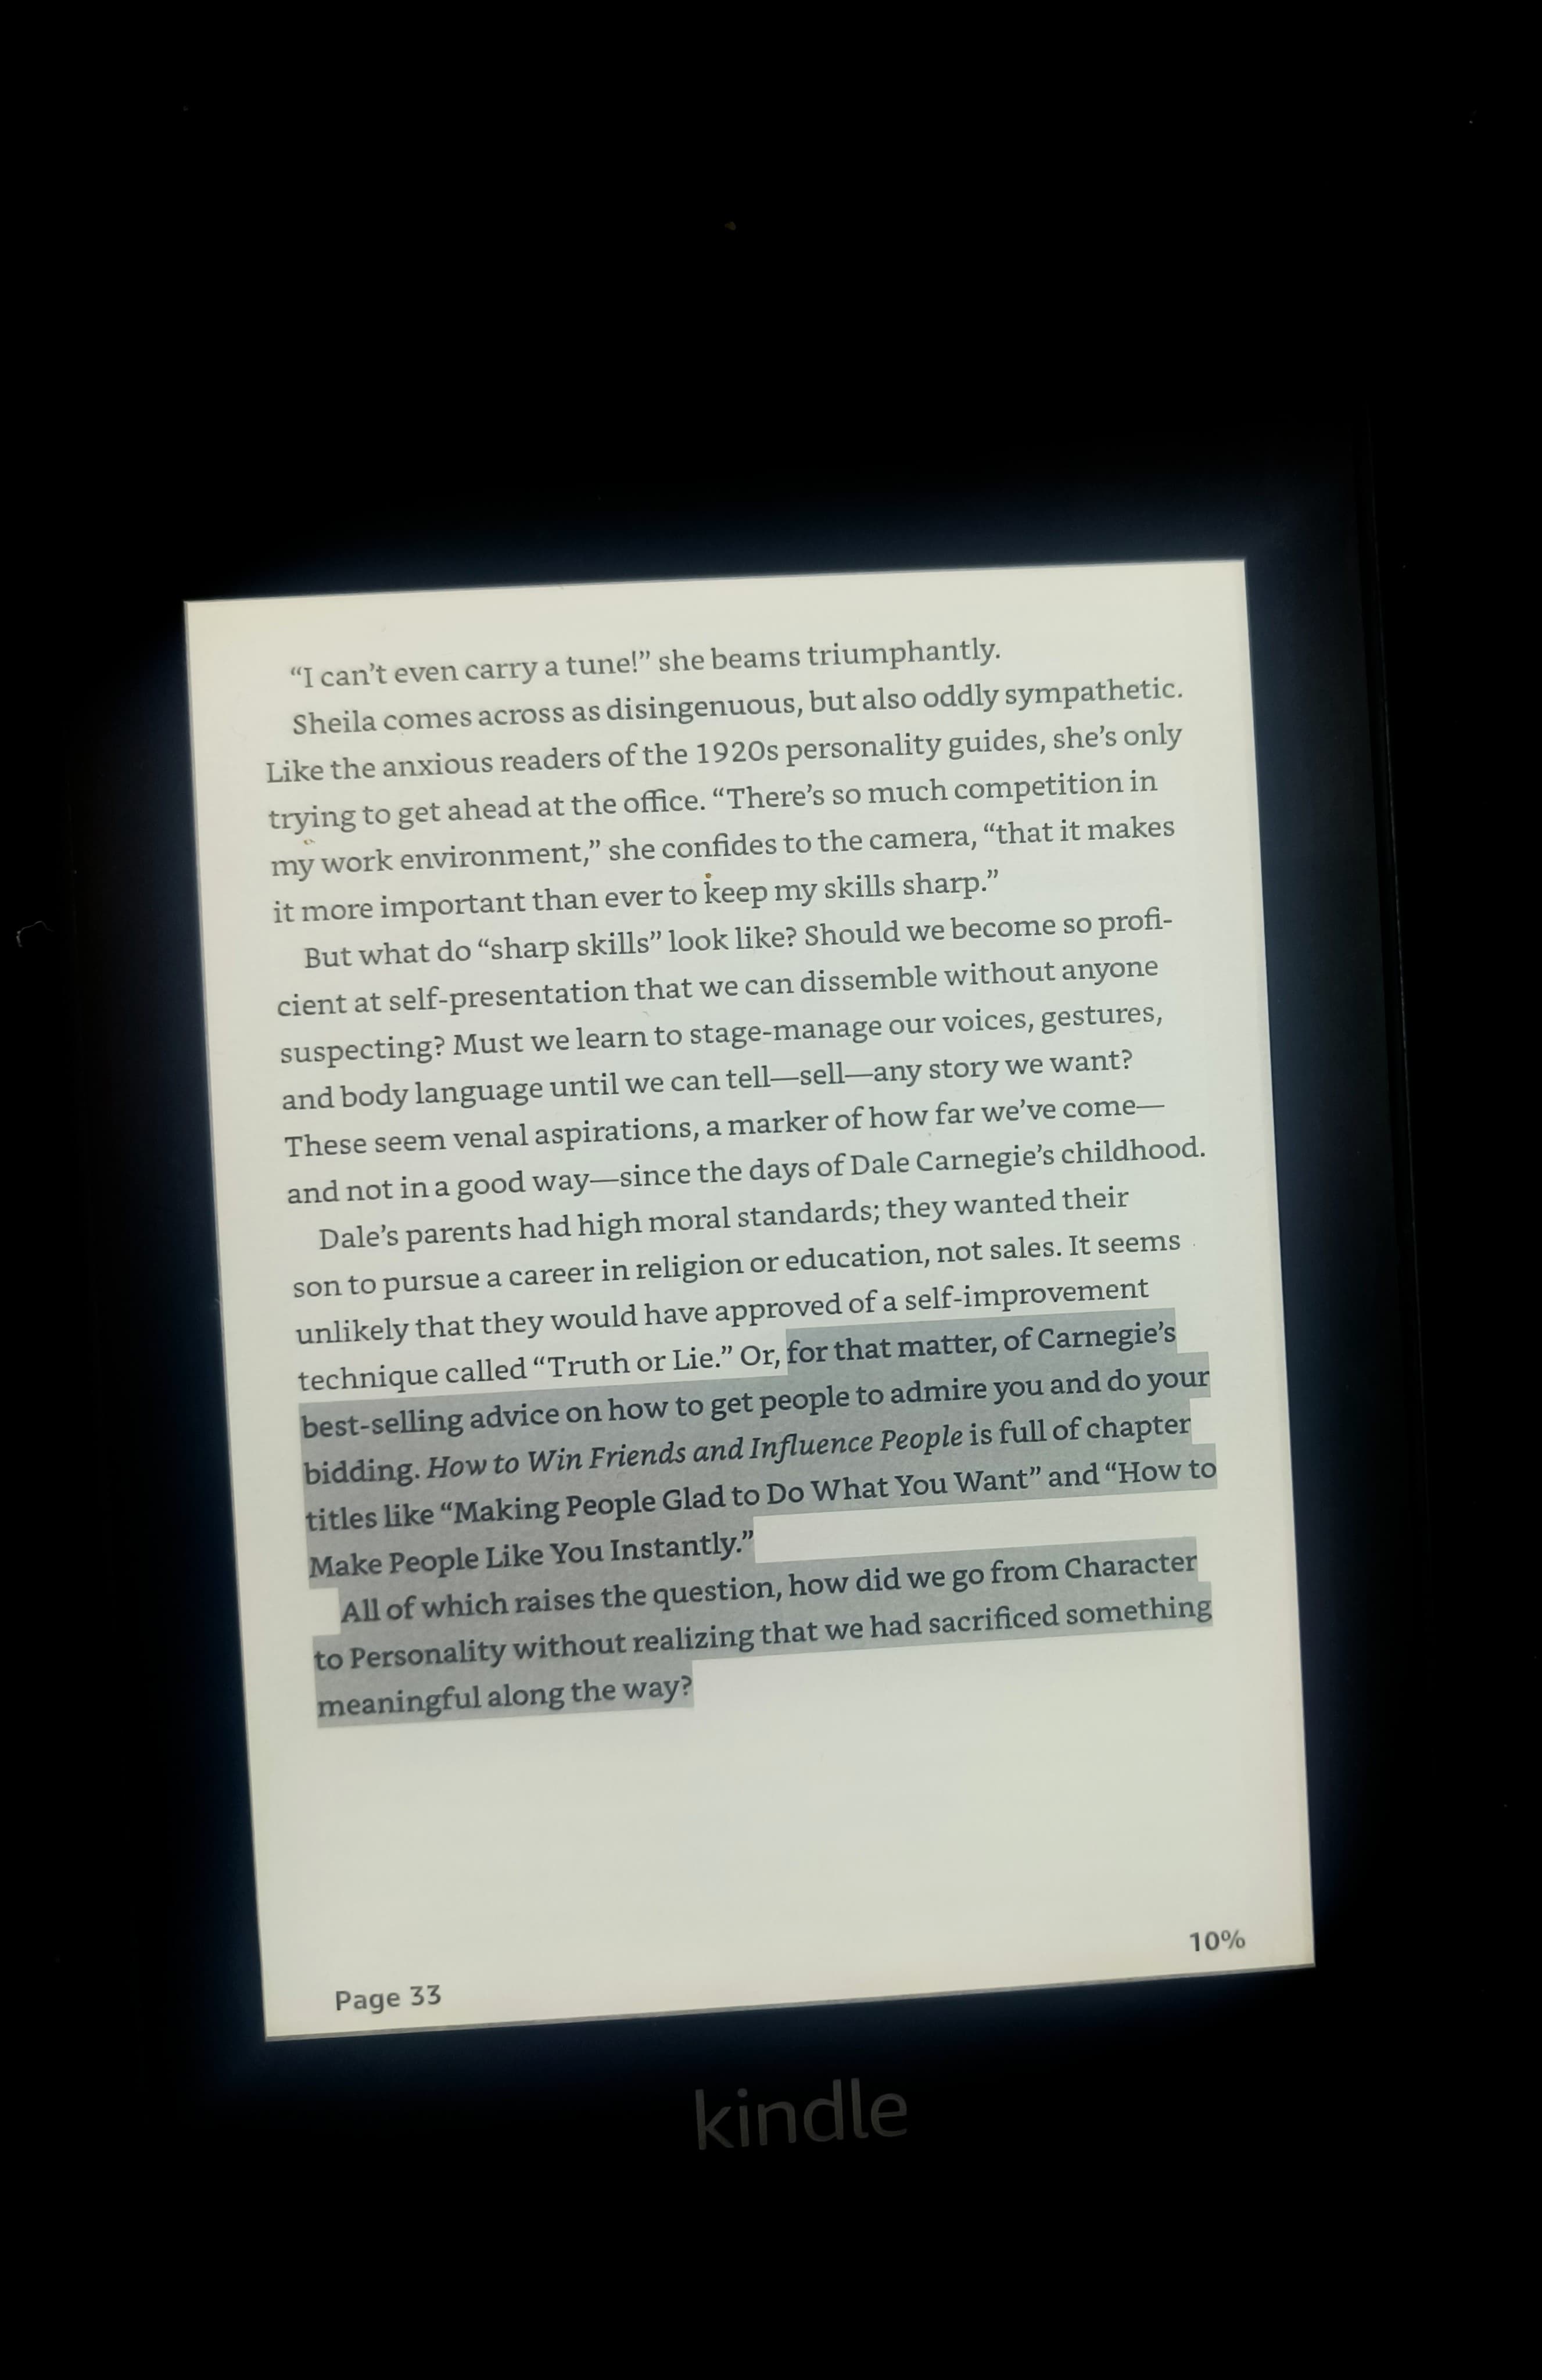 “I can’t even carry a tune!” she beams triumphantly.
Sheila comes across as disingenuous, but also oddly sympathetic.
Like the anxious readers of the 1920s personality guides, she’s only
trying to get ahead at the office. “There’s so much competition in
my work environment,” she confides to the camera, “that it makes
it more important than ever to keep my skills sharp.”
But what do “sharp skills” look like? Should we become so profi-
cient at self-presentation that we can dissemble without anyone
suspecting? Must we learn to stage-manage our voices, gestures,
and body language until we can tell—sell—any story we want?
These seem venal aspirations, a marker of how far we’ve come—
and not in a good way—since the days of Dale Carnegie’s childhood.
Dale’s parents had high moral standards; they wanted their
son to pursue a career in religion or education, not sales. It seems
unlikely that they would have approved of a self-improvement
technique called “Truth or Lie.” Or, for that matter, of Carnegie’s
best-selling advice on how to get people to admire you and do your
bidding. How to Win Friends and Influence People is full of chapter
titles like “Making People Glad to Do What You Want” and “How to
Make People Like You Instantly.”
All of which raises the question, how did we go from Character
to Personality without realizing that we had sacrificed something
meaningful along the way?
Page 33
10%
kindle